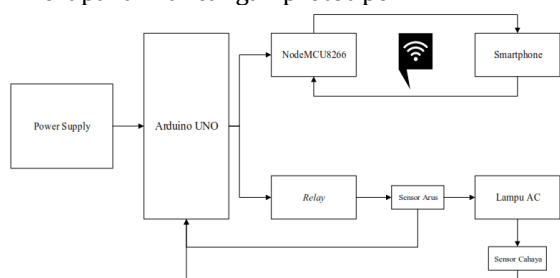 NodeMCU8266
Smartphone
Power Supply
Arduino UNO
Relay
Sensor Arus
Lampu AC
Sensor Cahaya